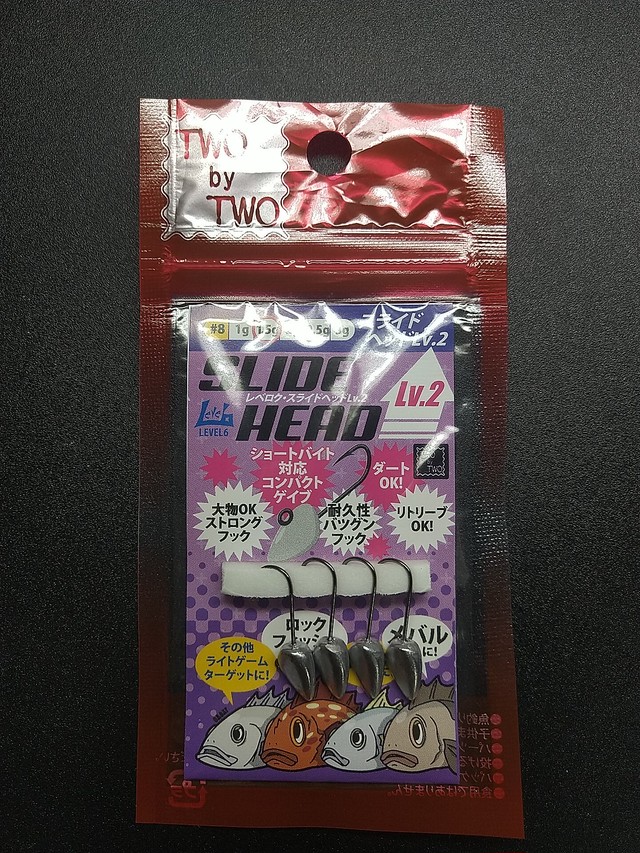 TWO
by
TWO
#8 1g 1.5g .5g 3g
スライド
ヘッドLv.2
SLIDE
レベロク・スライドヘッドLv.2
Lv.2
LEVEL6
HEAD
ショートバイト
対応
コンパクト
ゲイプ
ダート
OK!
TWO
大物OK
ストロング
フック
耐久性
バツグン
フック
リトリーブ
OK!
ロック
メバル
に!
その他
ライトゲーム
ターゲットに!